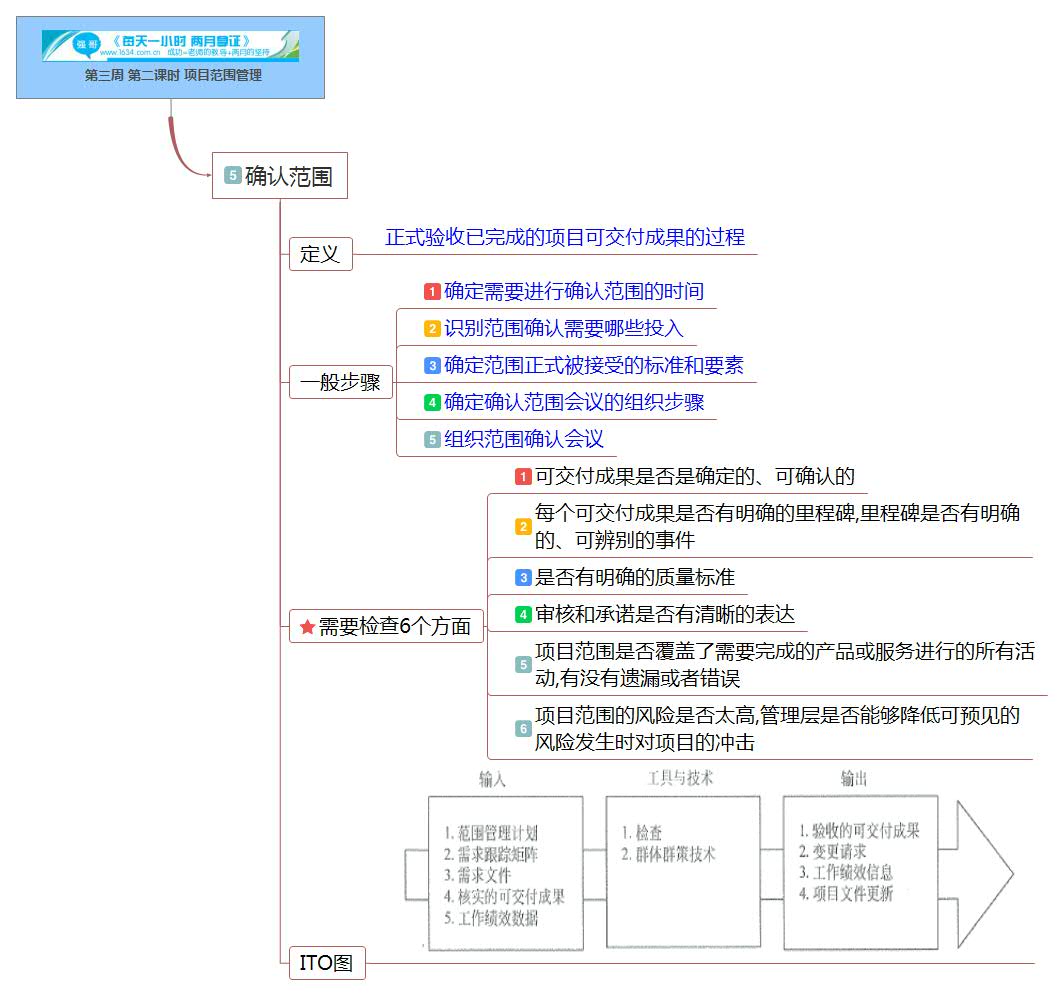 强哥
《每天一小时 两月拿证》
www.1634.com.cn 成功=老师的教导+两月的坚持
第三周 第二课时 项目范围管理
5 确认范围
定义
正式验收已完成的项目可交付成果的过程
一般步骤
1 确定需要进行确认范围的时间
2 识别范围确认需要哪些投入
3 确定范围正式被接受的标准和要素
4 确定确认范围会议的组织步骤
5 组织范围确认会议
需要检查6个方面
1 可交付成果是否是确定的、可确认的
2 每个可交付成果是否有明确的里程碑,里程碑是否有明确
的、可辨别的事件
3 是否有明确的质量标准
4 审核和承诺是否有清晰的表达
5 项目范围是否覆盖了需要完成的产品或服务进行的所有活
动,有没有遗漏或者错误
6 项目范围的风险是否太高,管理层是否能够降低可预见的
风险发生时对项目的冲击
ITO图
输入
1. 范围管理计划
2. 需求跟踪矩阵
3. 需求文件
4. 核实的可交付成果
5. 工作绩效数据
工具与技术
1. 检查
2. 群体群策技术
输出
1. 验收的可交付成果
2. 变更请求
3. 工作绩效信息
4. 项目文件更新